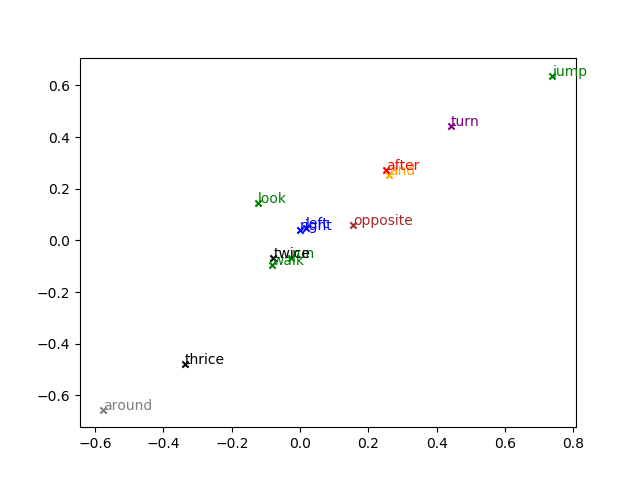 jump
0.6
turn
0.4
after
and
0.2
look
left
right
opposite
0.0
twice
run
walk
−0.2
−0.4
thrice
−0.6
around
−0.6 −0.4 −0.2 0.0 0.2 0.4 0.6 0.8